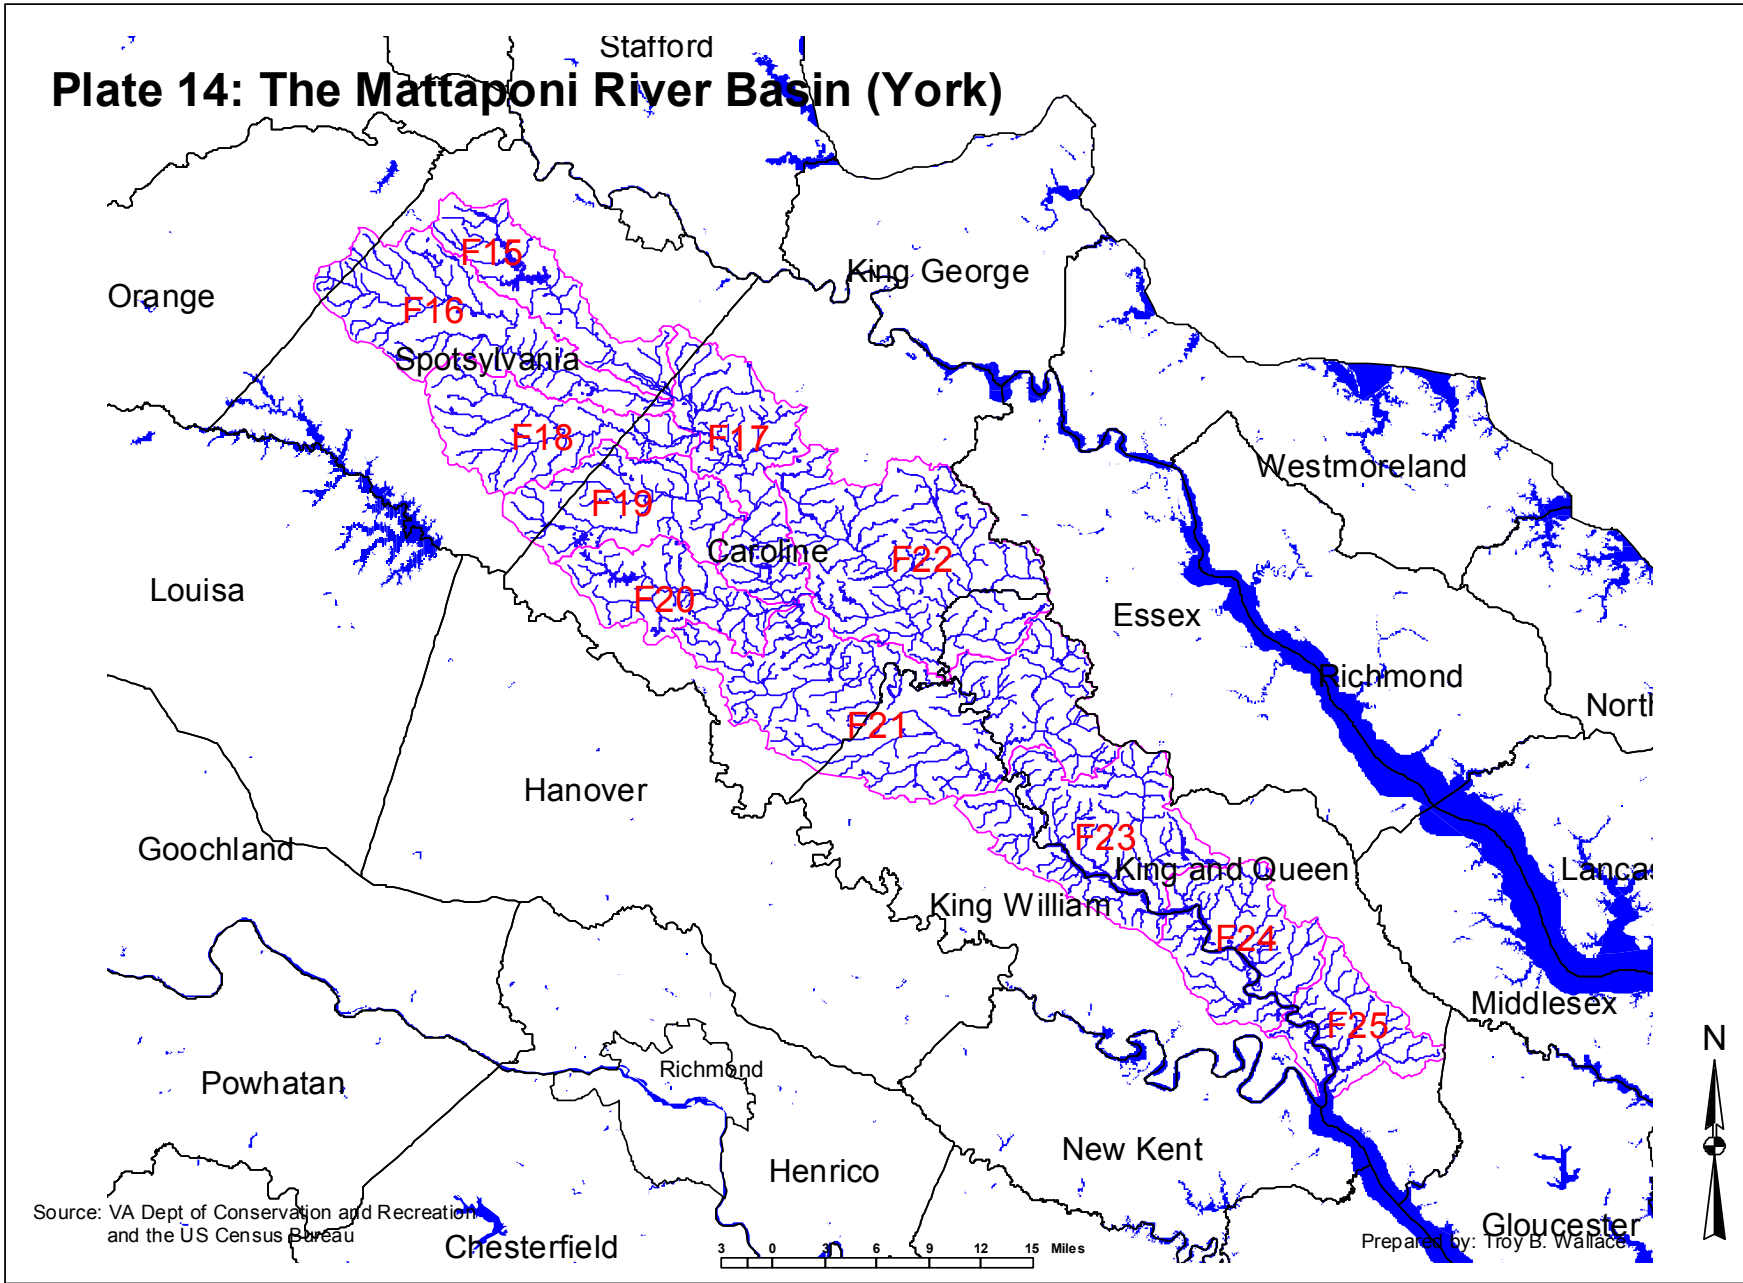 Stafford
Plate 14: The Mattaponi River Basin (York)
F15
King George
Orange
F16
Spotsylvania
F18
F17
Westmoreland
F19
Caroline
F22
Louisa
F20
Essex
Richmond
North
F21
Hanover
F23
Goochland
King and Queen
Lancas
King William
F24
Middlesex
F25
N
Richmond
Powhatan
New Kent
Henrico
Source: VA Dept of Conservation and Recreation
and the US Census Bureau
Gloucester
Prepared by: Troy B. Wallace
Chesterfield
3 0 3 6 9 12 15 Miles